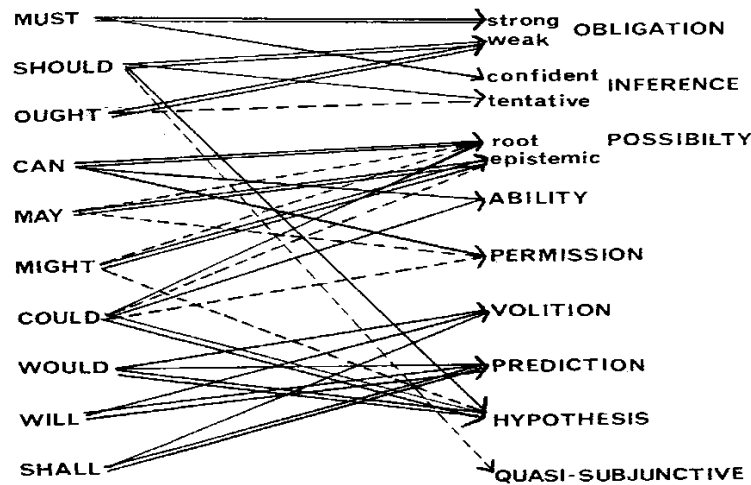 MUST
SHOULD
OUGHT
CAN
MAY
MIGHT
COULD
WOULD
WILL
SHALL
strong
weak
OBLIGATION
confident
tentative
INFERENCE
root
epistemic
POSSIBILTY
ABILITY
PERMISSION
VOLITION
PREDICTION
HYPOTHESIS
QUASI-SUBJUNCTIVE